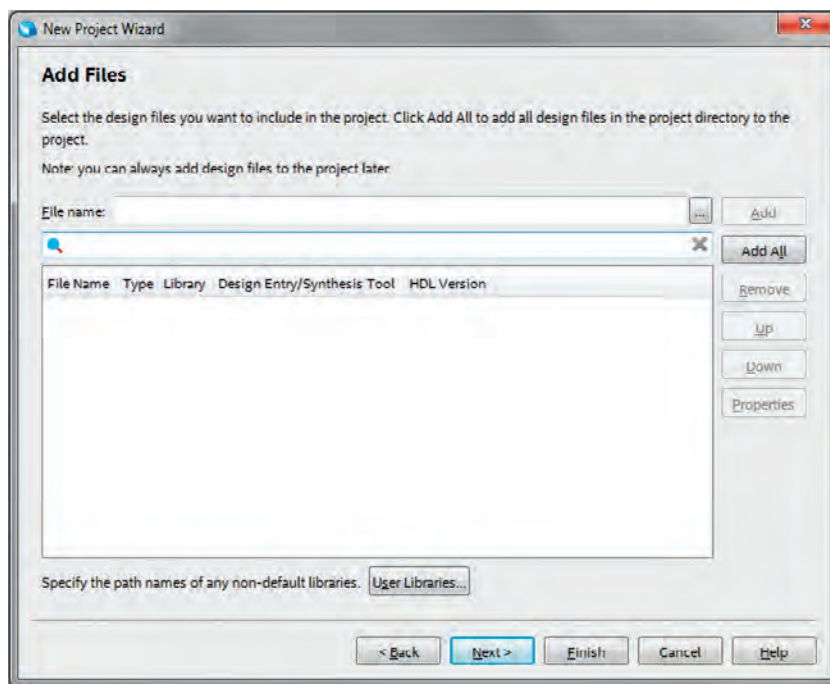 New Project Wizard
Add Files
Select the design files you want to include in the project. Click Add All to add all design files in the project directory to the
project.
Note: you can always add design files to the project later
File name:
...
Add
Add All
File Name Type Library Design Entry/Synthesis Tool HDL Version
Remove
Up
Down
Properties
Specify the path names of any non-default libraries. User Libraries...
< Back Next > Finish Cancel Help